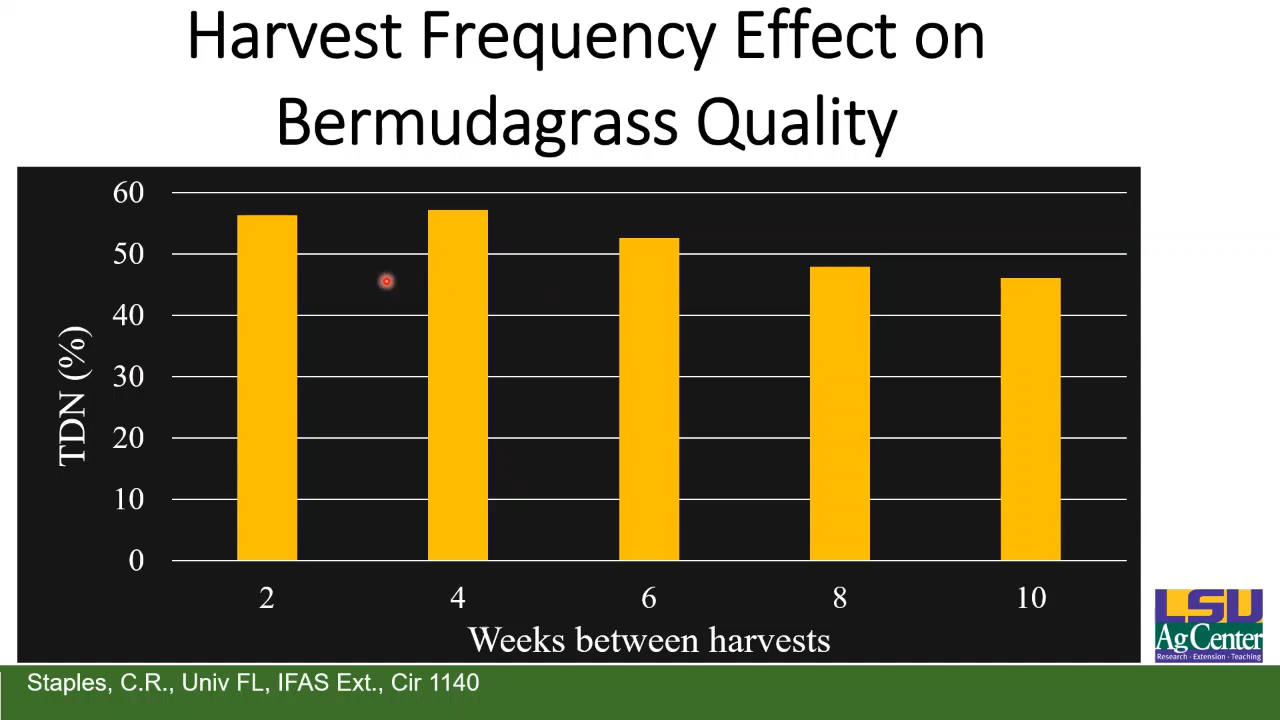 Harvest Frequency Effect on
Bermudagrass Quality
60
50
40
30
20
10
0
TDN (%)
2 4 6 8 10
Weeks between harvests
LSU
AgCenter
Research · Extension · Teaching
Staples, C.R., Univ FL, IFAS Ext., Cir 1140